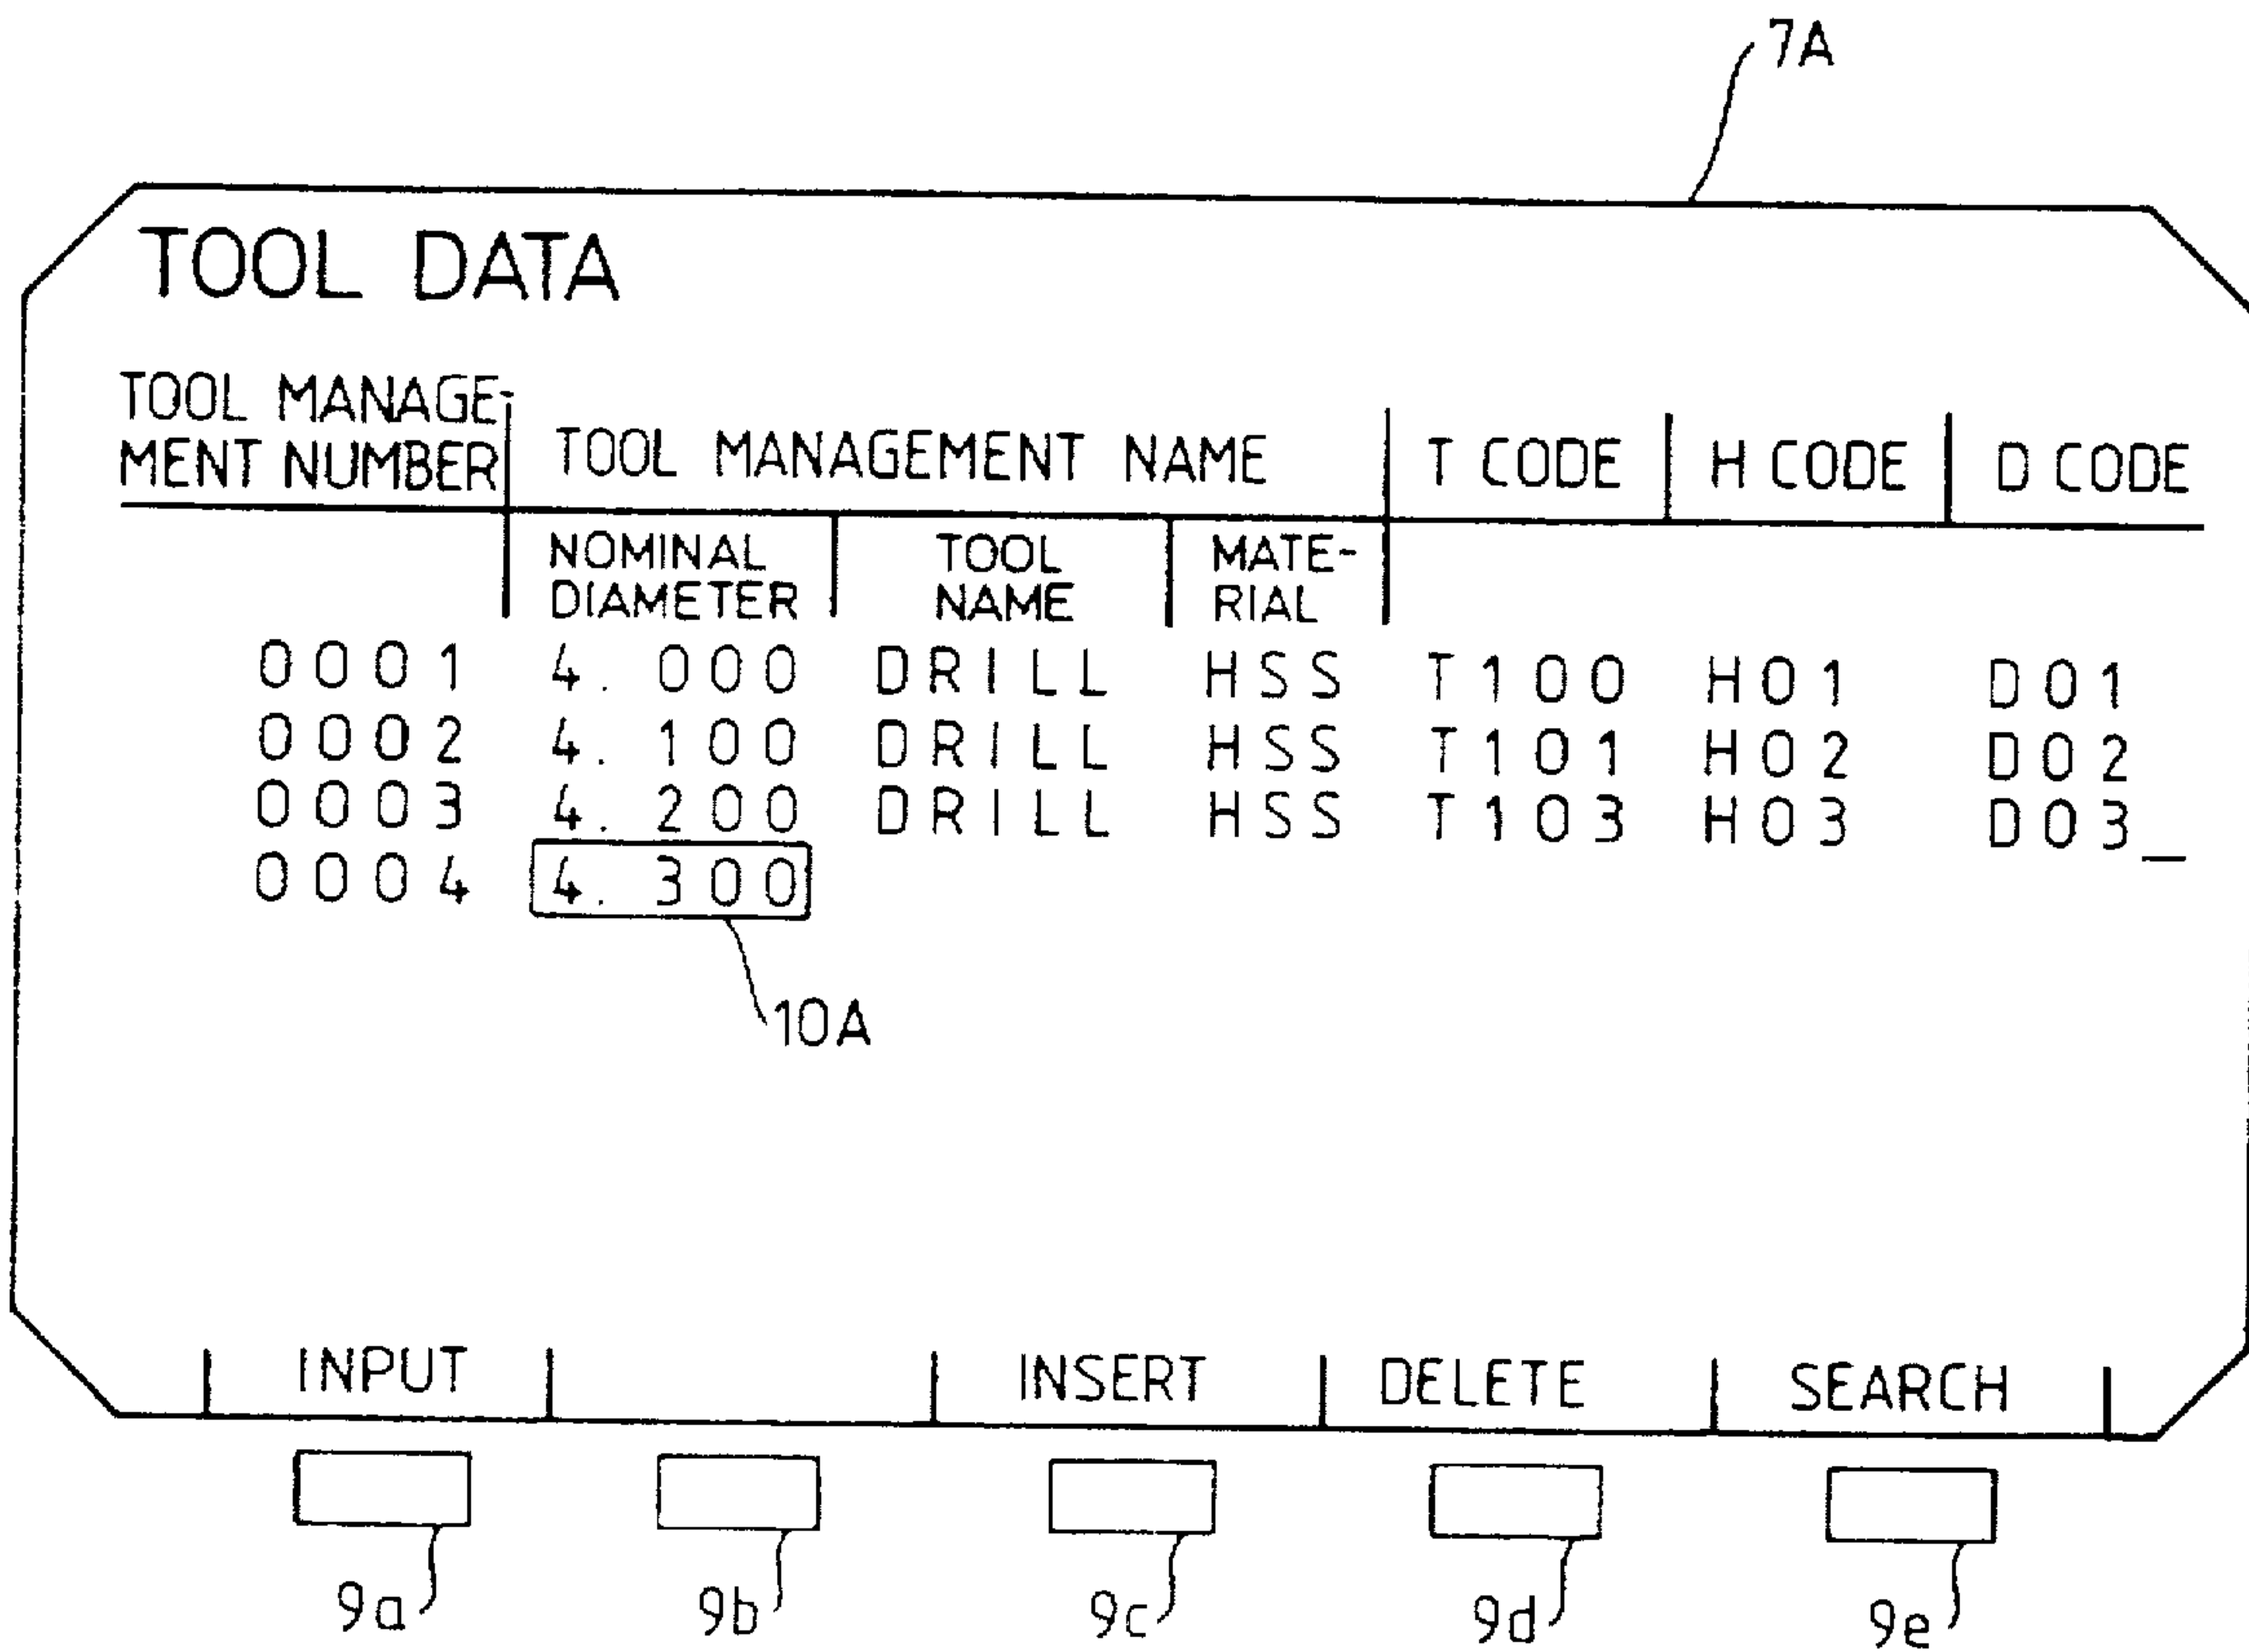 7A
TOOL DATA
TOOL MANAGE-
MENT NUMBER TOOL MANAGEMENT NAME T CODE H CODE D CODE
NOMINAL TOOL MATE-
DIAMETER NAME RIAL
0001 4.000 DRILL HSS T100 H01 D01
0002 4.100 DRILL HSS T101 H02 D02
0003 4.200 DRILL HSS T103 H03 D03_
0004 4.300
10A
INPUT INSERT DELETE SEARCH
9a 9b 9c 9d 9e